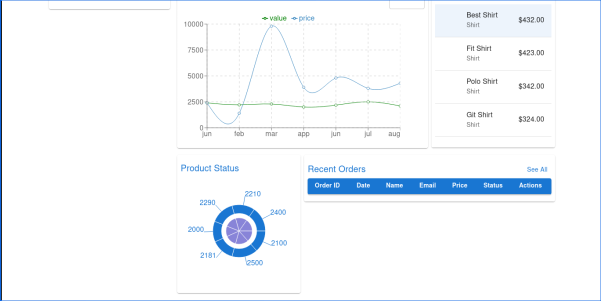 value price
10000
7500
5000
2500
0
jun feb mar app jun jul aug
Best Shirt
Shirt
$432.00
Fit Shirt
Shirt
$423.00
Polo Shirt
Shirt
$342.00
Git Shirt
Shirt
$324.00
Product Status
2210
2290
2400
2000
2100
2181
2500
Recent Orders
See All
Order ID Date Name Email Price Status Actions